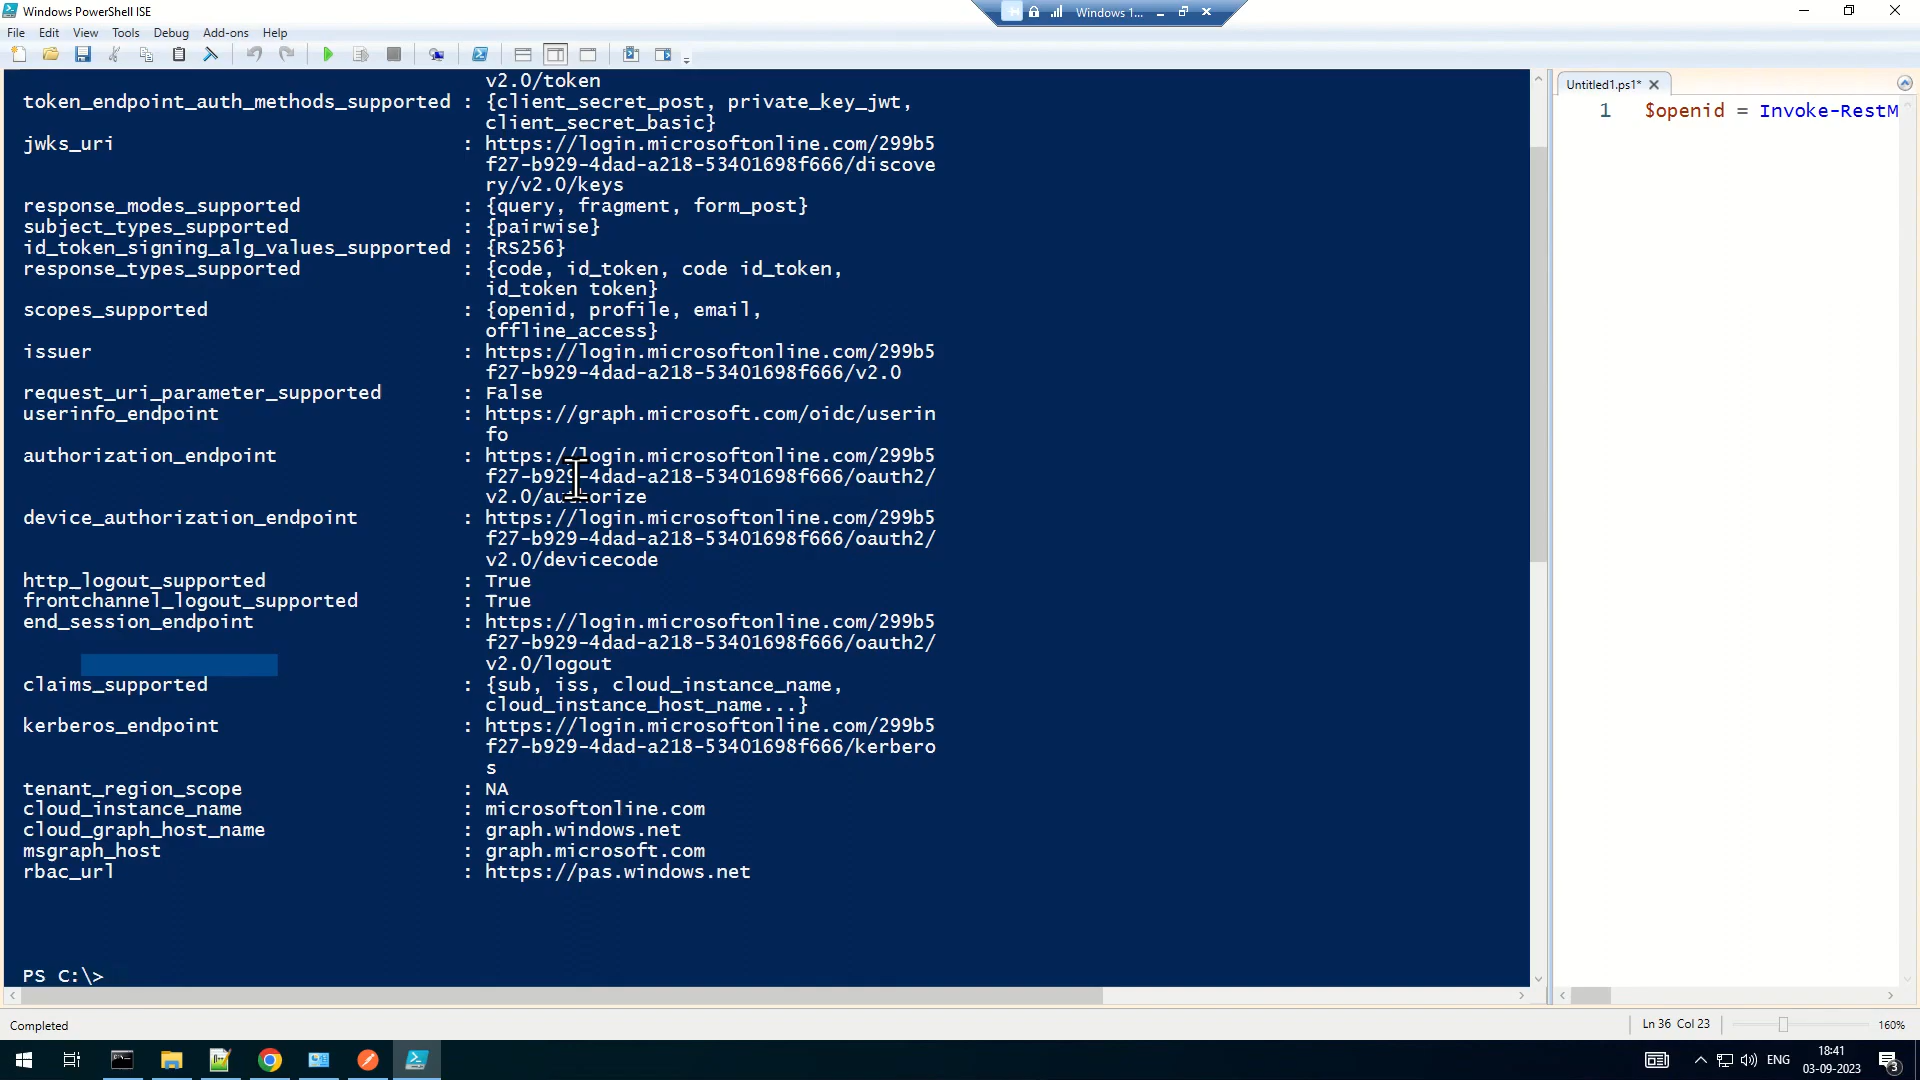 Windows PowerShell ISE
Windows 1...
File Edit View Tools Debug Add-ons Help
v2.0/token
token_endpoint_auth_methods_supported : {client_secret_post, private_key_jwt,
client_secret_basic}
jwks_uri : https://login.microsoftonline.com/299b5
f27-b929-4dad-a218-53401698f666/discove
ry/v2.0/keys
response_modes_supported : {query, fragment, form_post}
subject_types_supported : {pairwise}
id_token_signing_alg_values_supported : {RS256}
response_types_supported : {code, id_token, code id_token,
id_token token}
scopes_supported : {openid, profile, email,
offline_access}
issuer : https://login.microsoftonline.com/299b5
f27-b929-4dad-a218-53401698f666/v2.0
request_uri_parameter_supported : False
userinfo_endpoint : https://graph.microsoft.com/oidc/userin
fo
authorization_endpoint : https://login.microsoftonline.com/299b5
f27-b929-4dad-a218-53401698f666/oauth2/
v2.0/authorize
device_authorization_endpoint : https://login.microsoftonline.com/299b5
f27-b929-4dad-a218-53401698f666/oauth2/
v2.0/devicecode
http_logout_supported : True
frontchannel_logout_supported : True
end_session_endpoint : https://login.microsoftonline.com/299b5
f27-b929-4dad-a218-53401698f666/oauth2/
v2.0/logout
claims_supported : {sub, iss, cloud_instance_name,
cloud_instance_host_name...}
kerberos_endpoint : https://login.microsoftonline.com/299b5
f27-b929-4dad-a218-53401698f666/kerbero
s
tenant_region_scope : NA
cloud_instance_name : microsoftonline.com
cloud_graph_host_name : graph.windows.net
msgraph_host : graph.microsoft.com
rbac_url : https://pas.windows.net
PS C:\>
Untitled1.ps1*
1 $openid = Invoke-RestM
Completed
Ln 36 Col 23
160%
ENG
18:41
03-09-2023
3